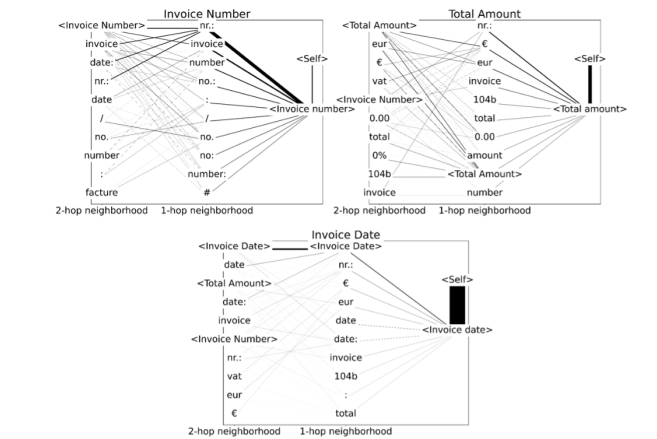 Invoice Number
<Invoice Number> nr.:
invoice invoice
date: number
nr.: no.:
date :
/ /
no. no.
number no:
: number:
facture #
<Self>
<Invoice number>
2-hop neighborhood 1-hop neighborhood
Total Amount
<Total Amount> nr.:
eur €
€ eur
vat invoice
<Invoice Number> 104b
0.00 total
total 0.00
0% amount
104b <Total Amount>
invoice number
<Self>
<Total amount>
2-hop neighborhood 1-hop neighborhood
Invoice Date
<Invoice Date> <Invoice Date>
date nr.:
<Total Amount> €
date: eur
invoice date
<Invoice Number> date:
nr.: invoice
vat 104b
eur :
€ total
<Self>
<Invoice date>
2-hop neighborhood 1-hop neighborhood